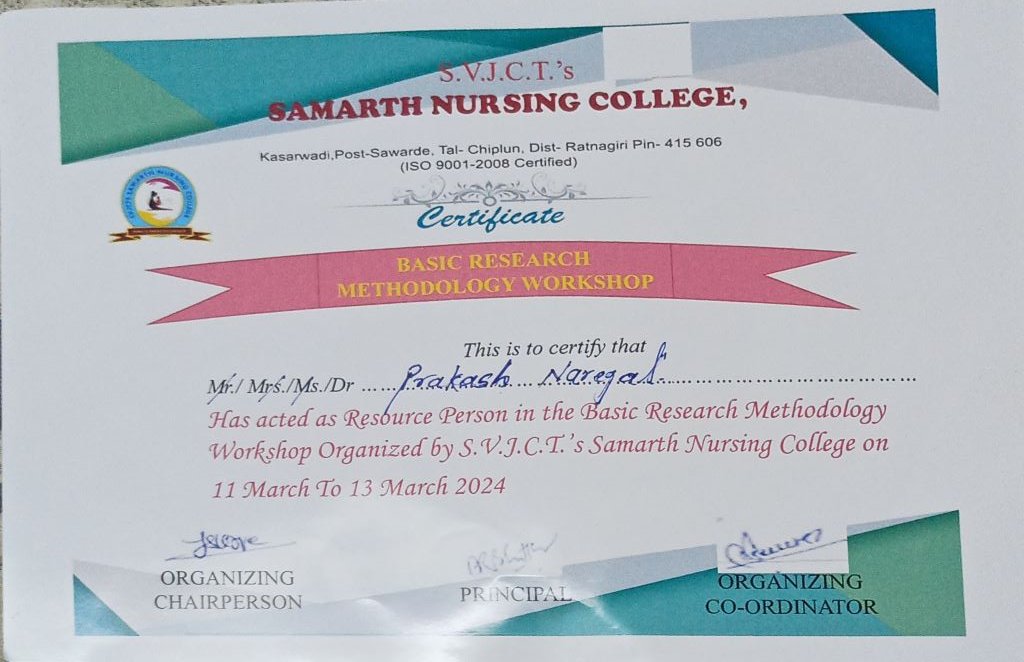 S.V.J.C.T.'s
SAMARTH NURSING COLLEGE,
Kasarwadi,Post-Sawarde, Tal- Chiplun, Dist- Ratnagiri Pin- 415 606
(ISO 9001-2008 Certified)
Certificate
BASIC RESEARCH
METHODOLOGY WORKSHOP
This is to certify that
Mr./ Mrs./Ms./Dr ...... Prakash Naregal ......
Has acted as Resource Person in the Basic Research Methodology
Workshop Organized by S.V.J.C.T.'s Samarth Nursing College on
11 March To 13 March 2024
ORGANIZING
CHAIRPERSON
PRINCIPAL
ORGANIZING
CO-ORDINATOR